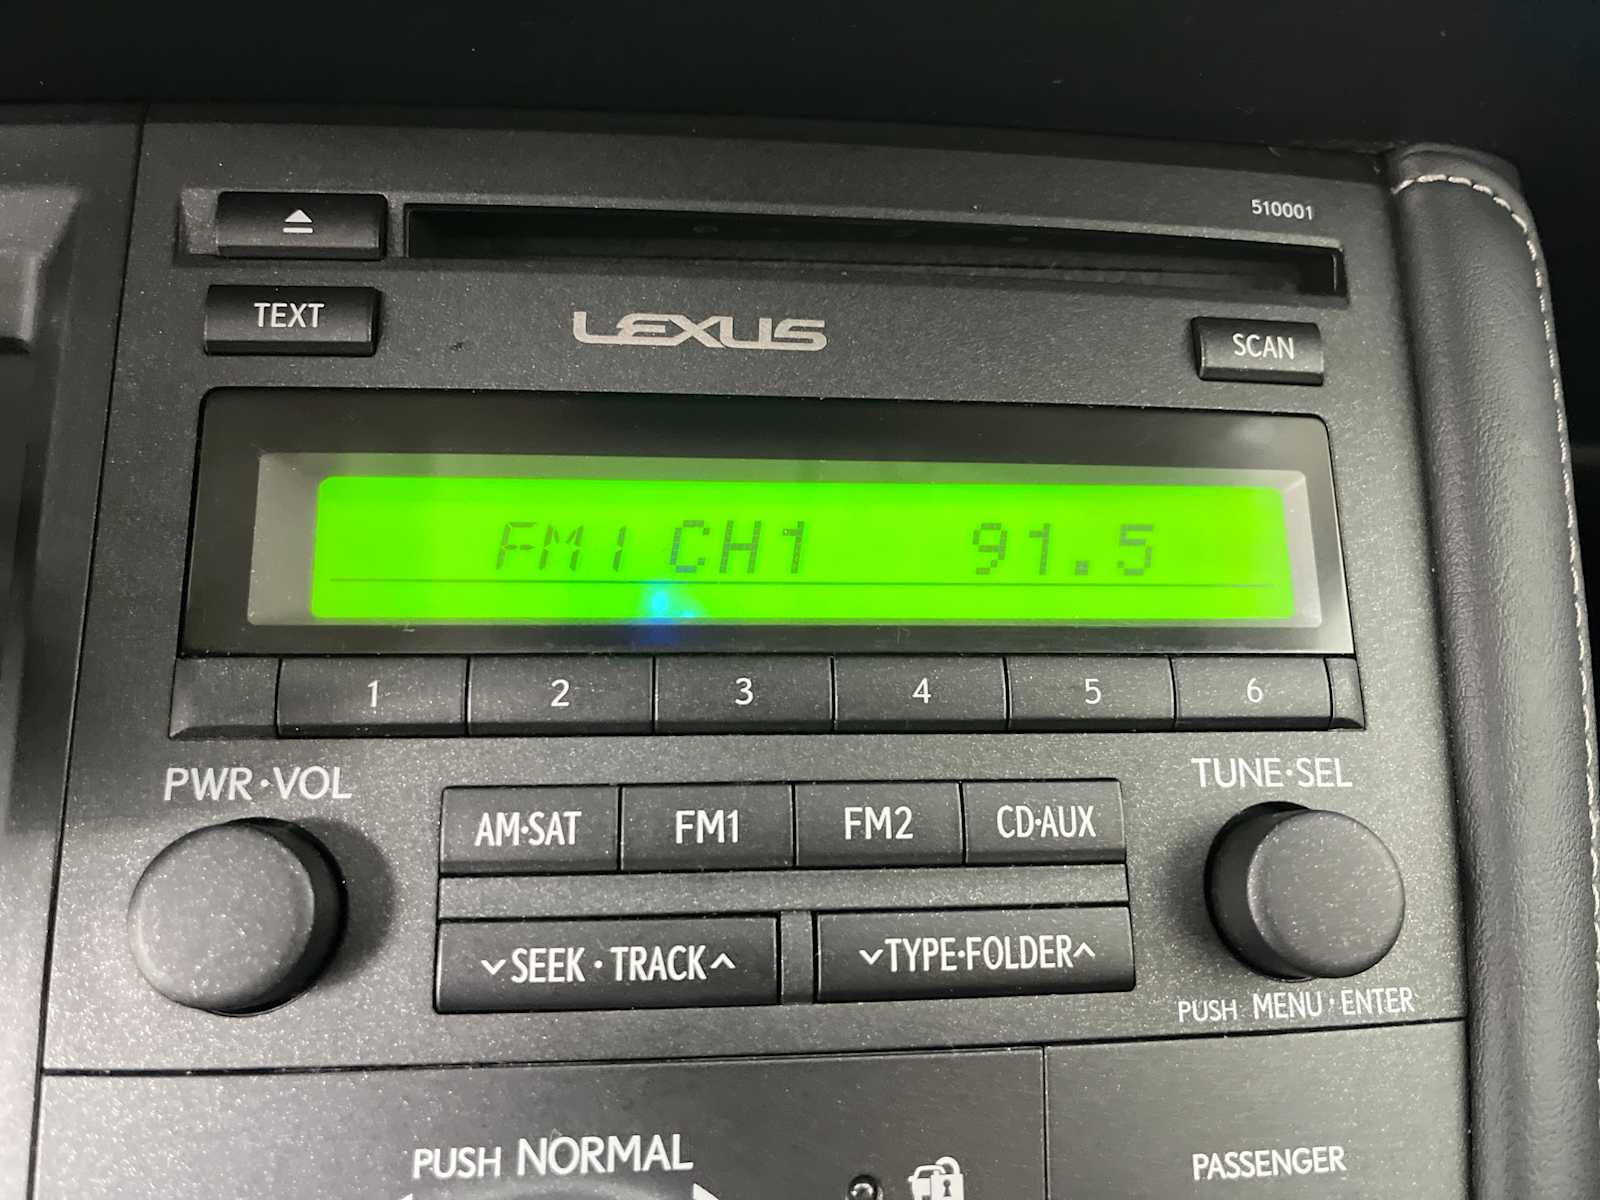 510001
TEXT
LEXUS
SCAN
FM1 CH1 91.5
1 2 3 4 5 6
PWR·VOL
TUNE·SEL
AM·SAT FM1 FM2 CD·AUX
SEEK·TRACK TYPE·FOLDER
PUSH MENU·ENTER
PUSH NORMAL
PASSENGER